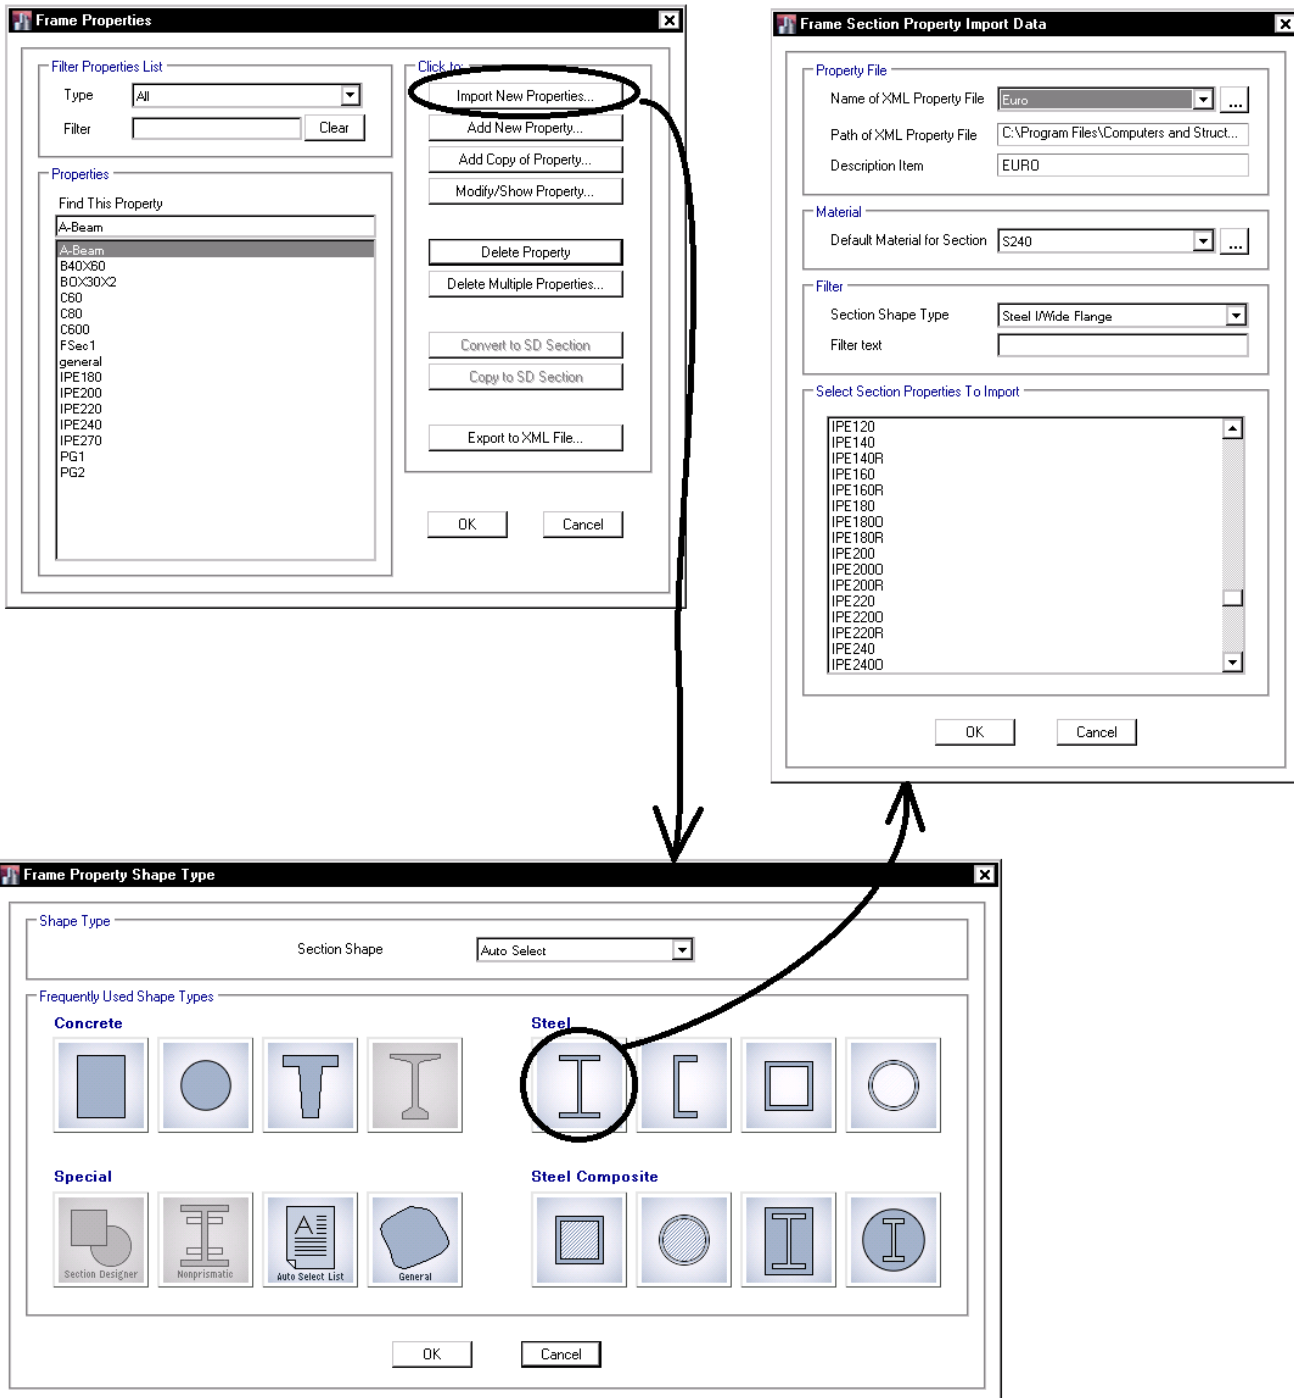 Frame Properties
Filter Properties List
Type
All
Filter
Clear
Properties
Find This Property
A-Beam
A-Beam
B40X60
BOX30X2
C60
C80
C600
FSec1
general
IPE180
IPE200
IPE220
IPE240
IPE270
PG1
PG2
Click to:
Import New Properties...
Add New Property...
Add Copy of Property...
Modify/Show Property...
Delete Property
Delete Multiple Properties...
Convert to SD Section
Copy to SD Section
Export to XML File...
OK
Cancel
Frame Section Property Import Data
Property File
Name of XML Property File
Euro
...
Path of XML Property File
C:\Program Files\Computers and Struct...
Description Item
EURO
Material
Default Material for Section
S240
...
Filter
Section Shape Type
Steel I/Wide Flange
Filter text
Select Section Properties To Import
IPE120
IPE140
IPE140R
IPE160
IPE160R
IPE180
IPE180O
IPE180R
IPE200
IPE200O
IPE200R
IPE220
IPE220O
IPE220R
IPE240
IPE240O
OK
Cancel
Frame Property Shape Type
Shape Type
Section Shape
Auto Select
Frequently Used Shape Types
Concrete
Steel
Special
Section Designer
Nonprismatic
Auto Select List
General
Steel Composite
OK
Cancel